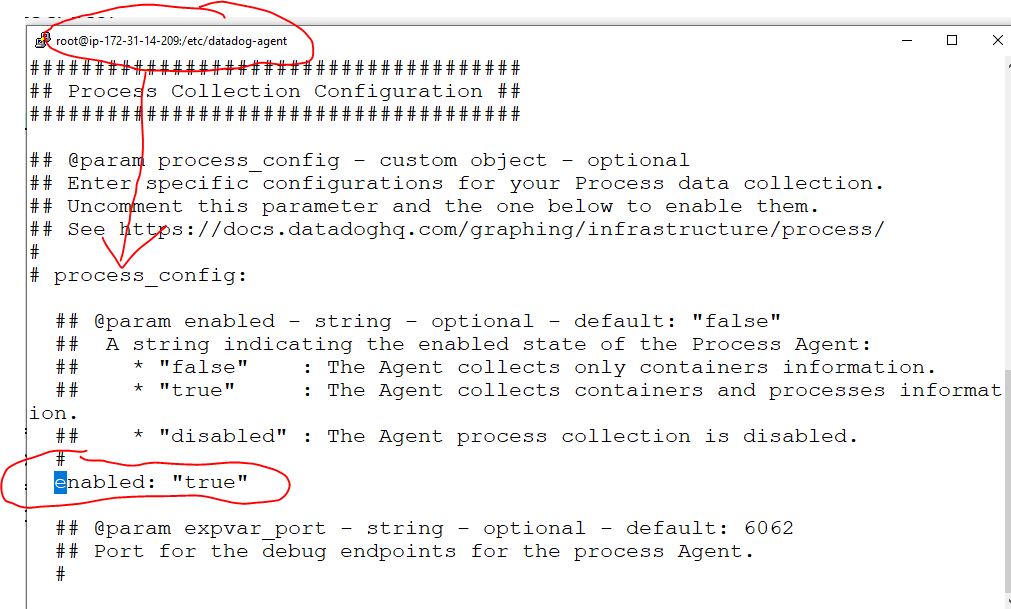 root@ip-172-31-14-209:/etc/datadog-agent
######################################
## Process Collection Configuration ##
######################################
## @param process_config - custom object - optional
## Enter specific configurations for your Process data collection.
## Uncomment this parameter and the one below to enable them.
## See https://docs.datadoghq.com/graphing/infrastructure/process/
#
# process_config:
## @param enabled - string - optional - default: "false"
##  A string indicating the enabled state of the Process Agent:
##    * "false"    : The Agent collects only containers information.
##    * "true"     : The Agent collects containers and processes informat
ion.
##    * "disabled" : The Agent process collection is disabled.
#
enabled: "true"
## @param expvar_port - string - optional - default: 6062
## Port for the debug endpoints for the process Agent.
#